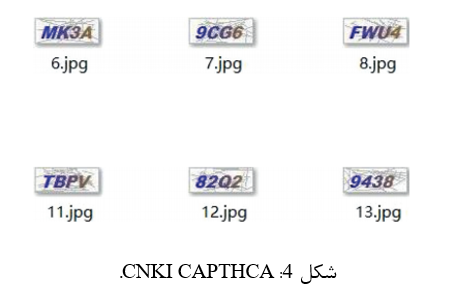 MK3A 9CG6 FWU4
6.jpg 7.jpg 8.jpg
TBPV 82Q2 9438
11.jpg 12.jpg 13.jpg
شکل 4: CNKI CAPTHCA.